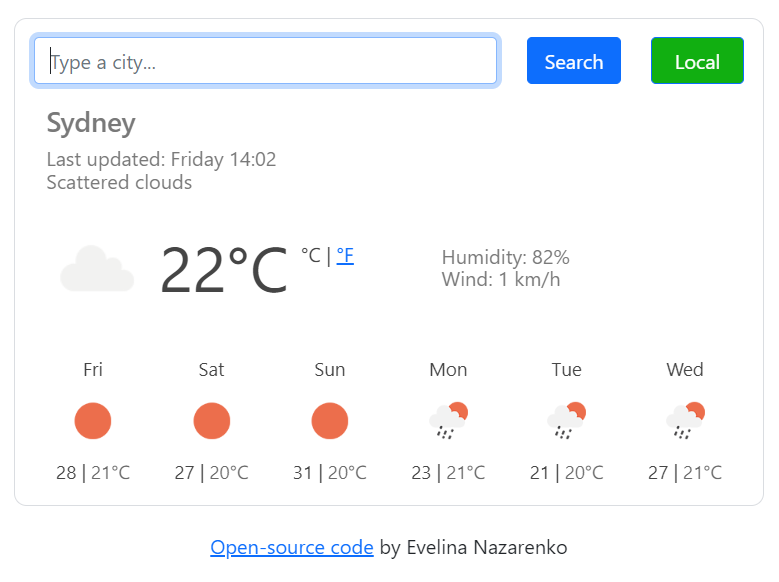 Type a city... Search Local
Sydney
Last updated: Friday 14:02
Scattered clouds
22°C °C | °F
Humidity: 82%
Wind: 1 km/h
Fri Sat Sun Mon Tue Wed
28 | 21°C 27 | 20°C 31 | 20°C 23 | 21°C 21 | 20°C 27 | 21°C
Open-source code by Evelina Nazarenko